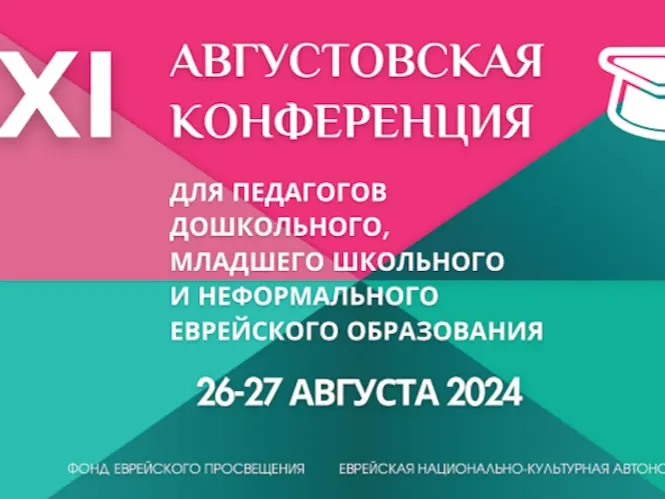 XI
АВГУСТОВСКАЯ
КОНФЕРЕНЦИЯ
ДЛЯ ПЕДАГОГОВ
ДОШКОЛЬНОГО,
МЛАДШЕГО ШКОЛЬНОГО
И НЕФОРМАЛЬНОГО
ЕВРЕЙСКОГО ОБРАЗОВАНИЯ
26-27 АВГУСТА 2024
ФОНД ЕВРЕЙСКОГО ПРОСВЕЩЕНИЯ
ЕВРЕЙСКАЯ НАЦИОНАЛЬНО-КУЛЬТУРНАЯ АВТОНО